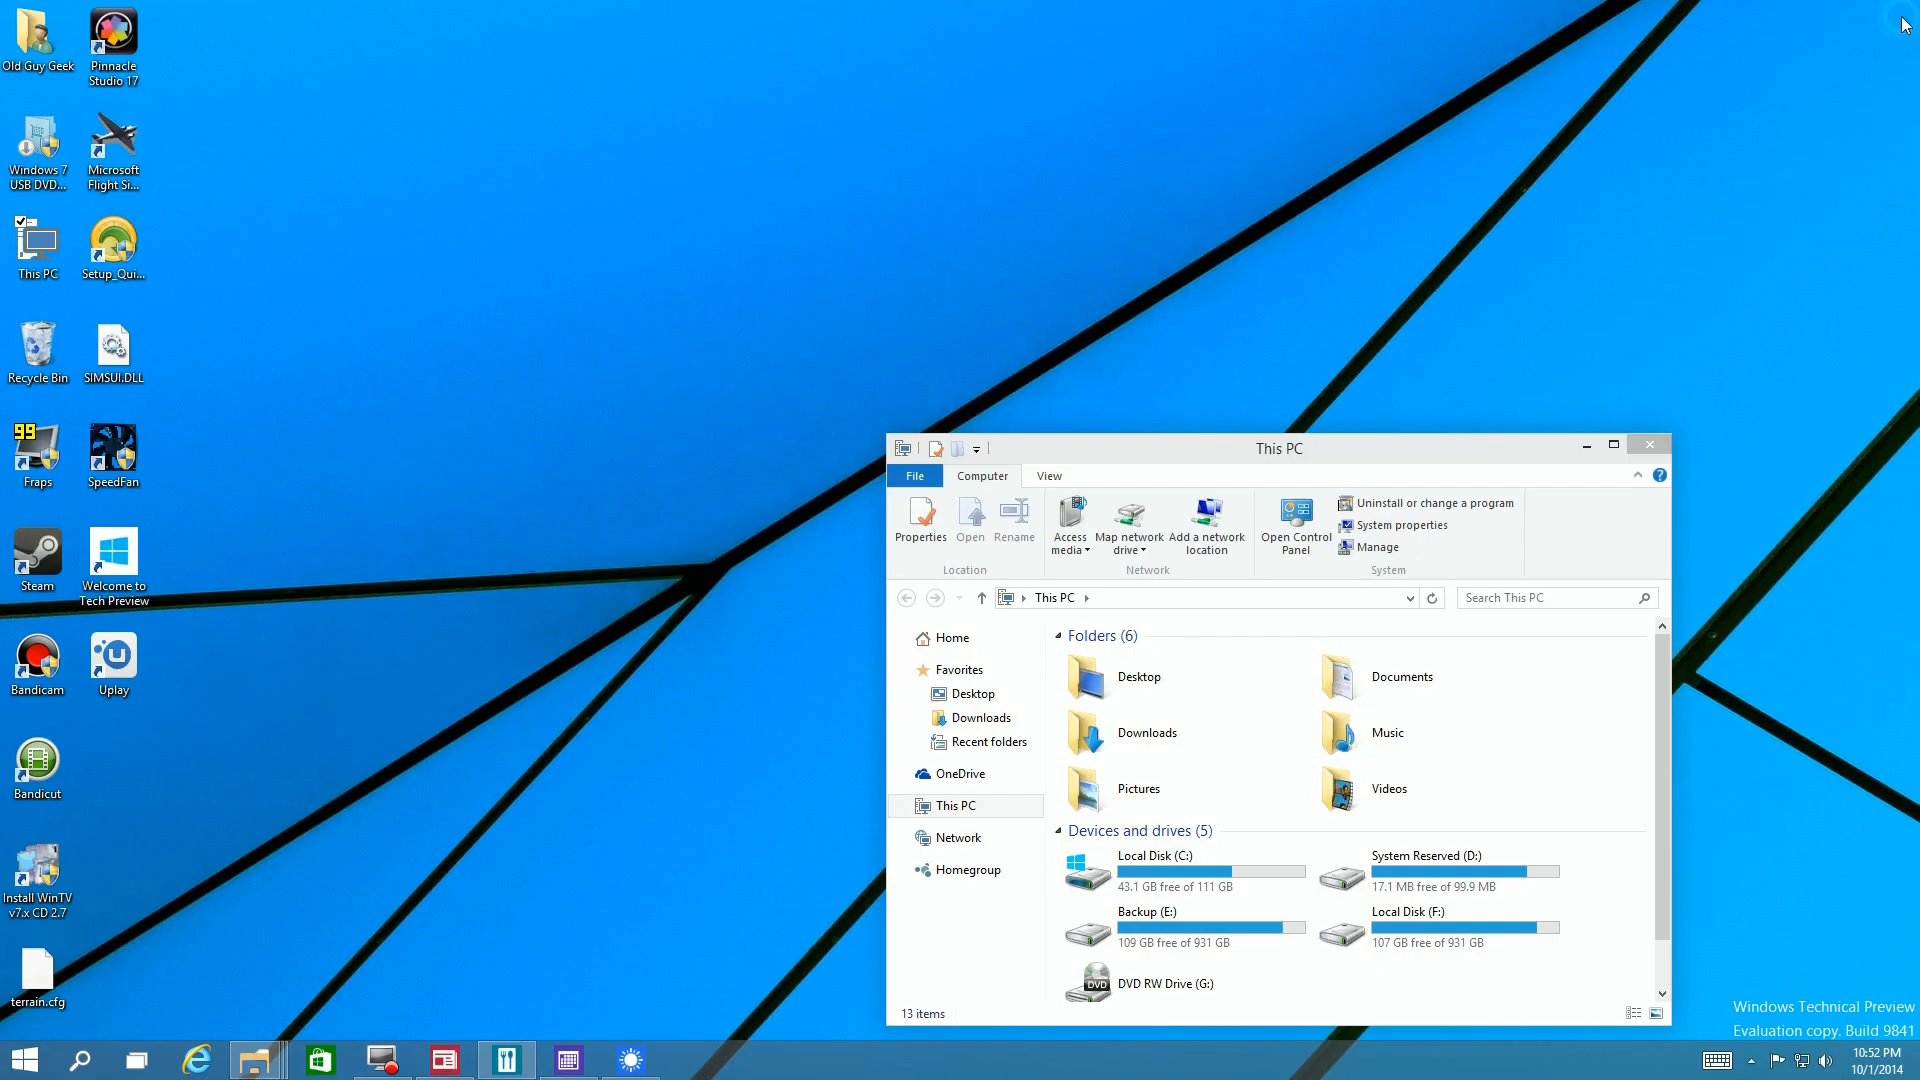 Old Guy Geek
Pinnacle
Studio 17
Windows 7
USB DVD...
Microsoft
Flight Si...
This PC
Setup_Qui...
Recycle Bin
SIMSUI.DLL
99
Fraps
SpeedFan
Steam
Welcome to
Tech Preview
Bandicam
Uplay
Bandicut
Install WinTV
v7.x CD 2.7
terrain.cfg
This PC
File
Computer
View
Properties
Open
Rename
Access
media
Map network
drive
Add a network
location
Open Control
Panel
Uninstall or change a program
System properties
Manage
Location
Network
System
This PC
Search This PC
Home
Favorites
Desktop
Downloads
Recent folders
OneDrive
This PC
Network
Homegroup
Folders (6)
Desktop
Documents
Downloads
Music
Pictures
Videos
Devices and drives (5)
Local Disk (C:)
43.1 GB free of 111 GB
System Reserved (D:)
17.1 MB free of 99.9 MB
Backup (E:)
109 GB free of 931 GB
Local Disk (F:)
107 GB free of 931 GB
DVD
DVD RW Drive (G:)
13 items
Windows Technical Preview
Evaluation copy. Build 9841
10:52 PM
10/1/2014